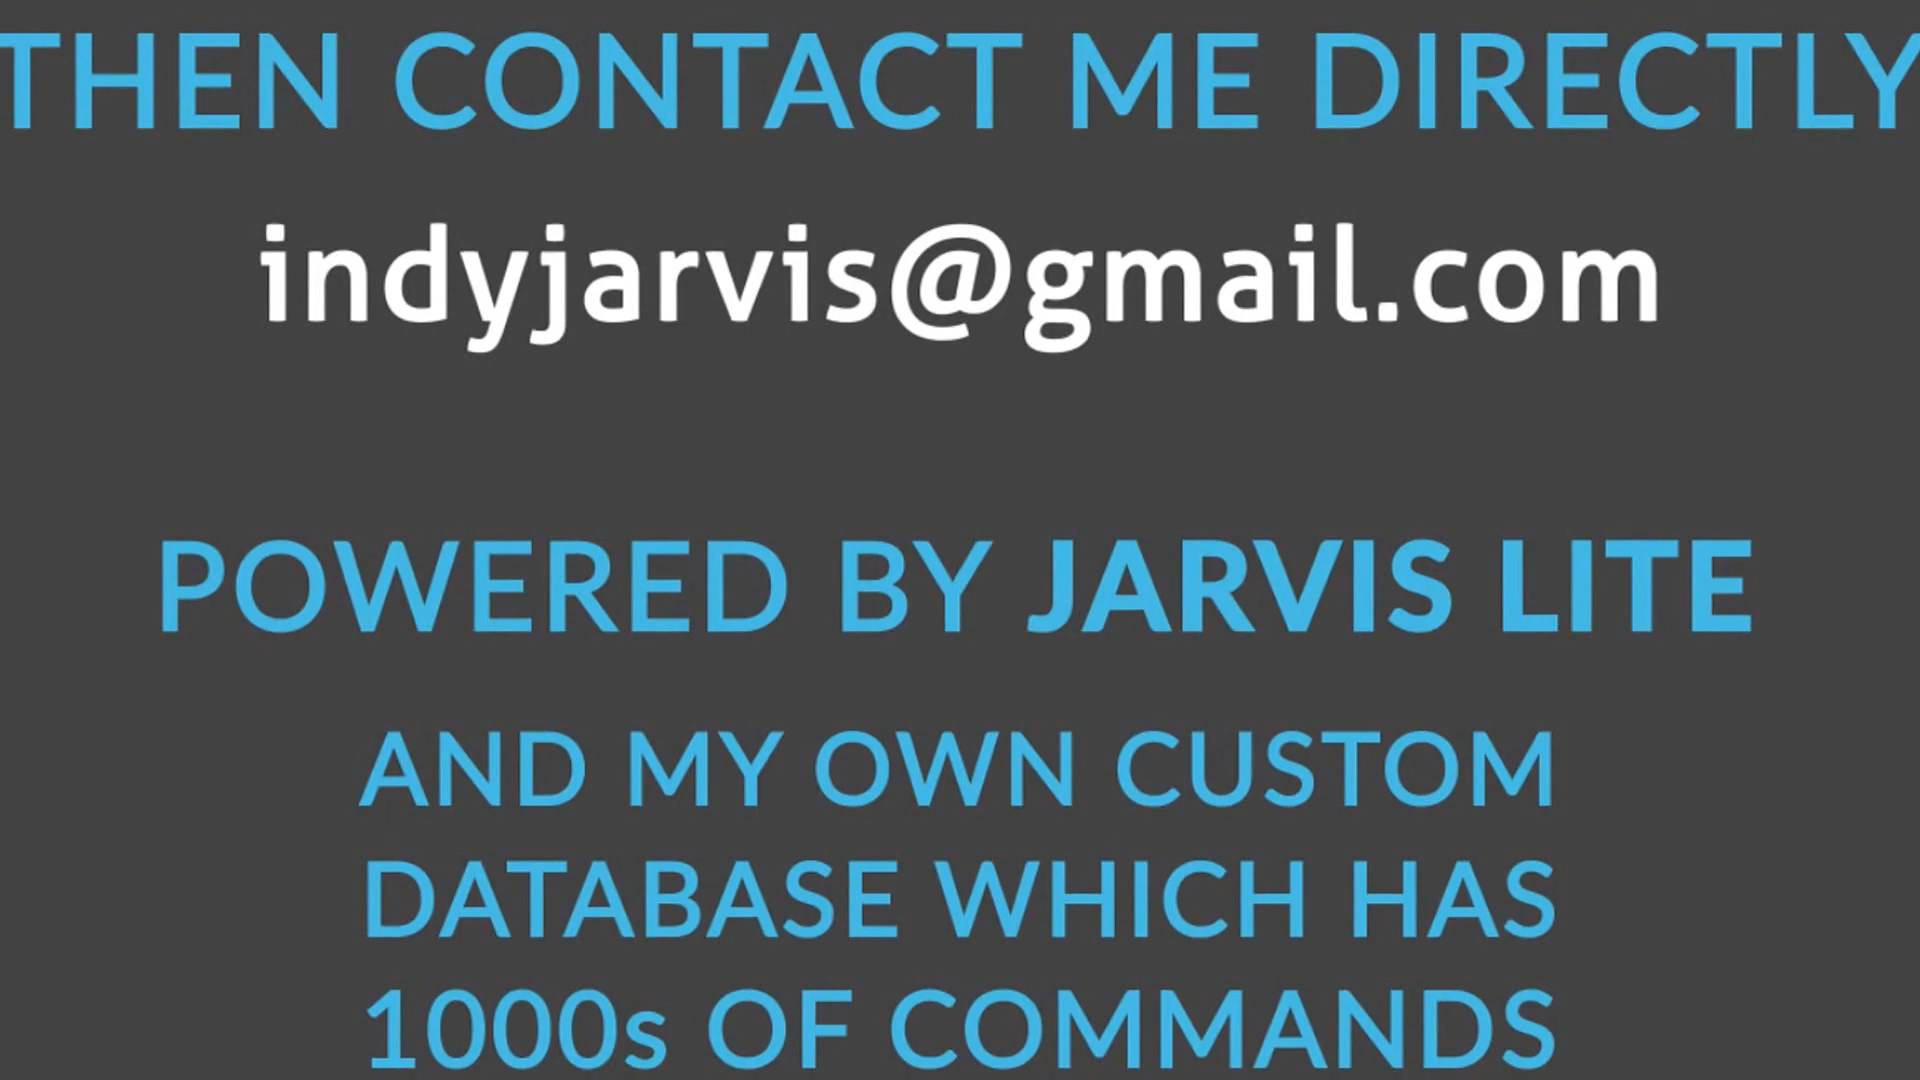 THEN CONTACT ME DIRECTLY
indyjarvis@gmail.com
POWERED BY JARVIS LITE
AND MY OWN CUSTOM
DATABASE WHICH HAS
1000s OF COMMANDS